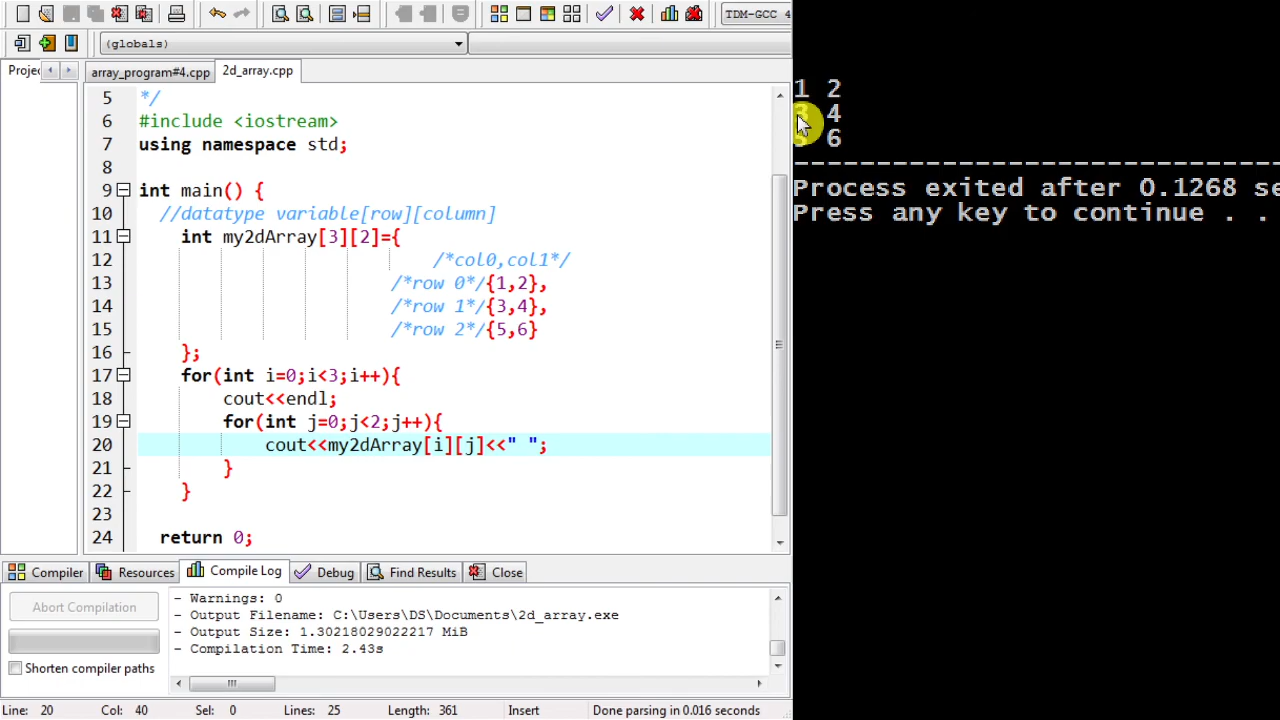 TDM-GCC 4
(globals)
Projec
array_program#4.cpp
2d_array.cpp
5 */
6 #include <iostream>
7 using namespace std;
8
9 int main() {
10 //datatype variable[row][column]
11 int my2dArray[3][2]={
12 /*col0,col1*/
13 /*row 0*/{1,2},
14 /*row 1*/{3,4},
15 /*row 2*/{5,6}
16 };
17 for(int i=0;i<3;i++){
18 cout<<endl;
19 for(int j=0;j<2;j++){
20 cout<<my2dArray[i][j]<<" ";
21 }
22 }
23
24 return 0;
1 2
3 4
5 6
Process exited after 0.1268 se
Press any key to continue . .
Compiler Resources Compile Log Debug Find Results Close
Abort Compilation
Shorten compiler paths
- Warnings: 0
- Output Filename: C:\Users\DS\Documents\2d_array.exe
- Output Size: 1.30218029022217 MiB
- Compilation Time: 2.43s
Line: 20 Col: 40 Sel: 0 Lines: 25 Length: 361 Insert Done parsing in 0.016 seconds